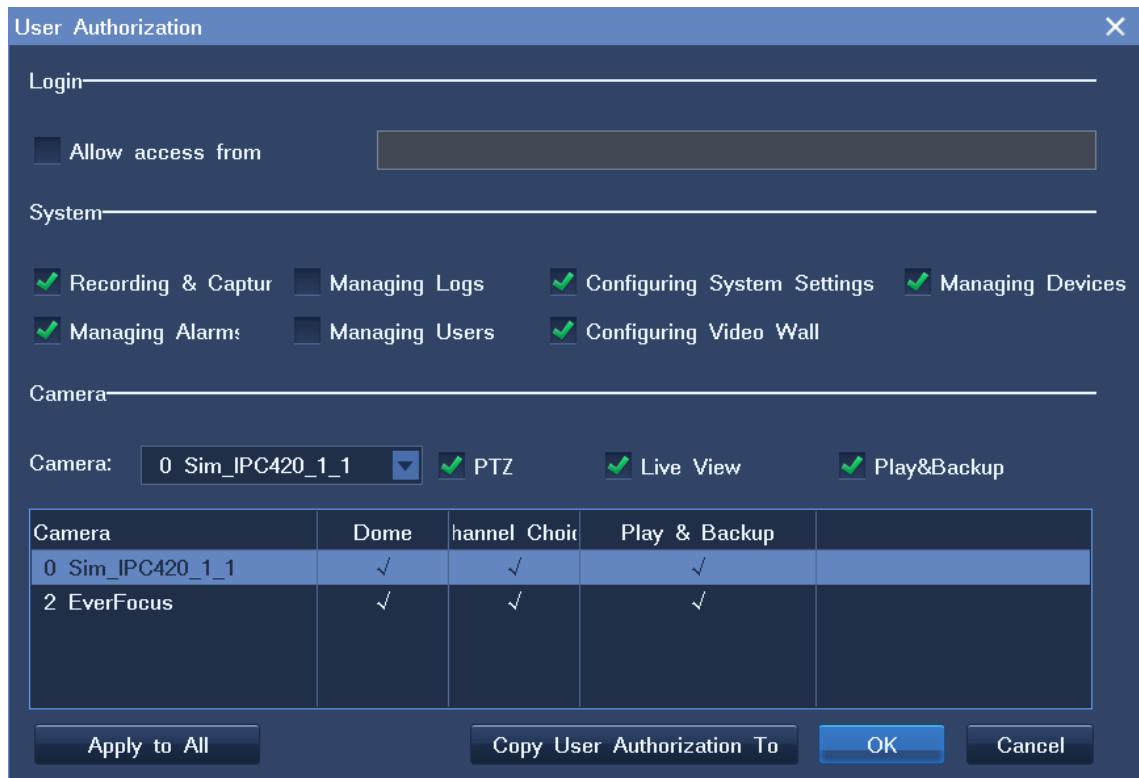 User Authorization
Login
Allow access from
System
Recording & Captur Managing Logs Configuring System Settings Managing Devices
Managing Alarms Managing Users Configuring Video Wall
Camera
Camera: 0 Sim_IPC420_1_1 PTZ Live View Play&Backup
Camera Dome hannel Choic Play & Backup
0 Sim_IPC420_1_1 √ √ √
2 EverFocus √ √ √
Apply to All Copy User Authorization To OK Cancel